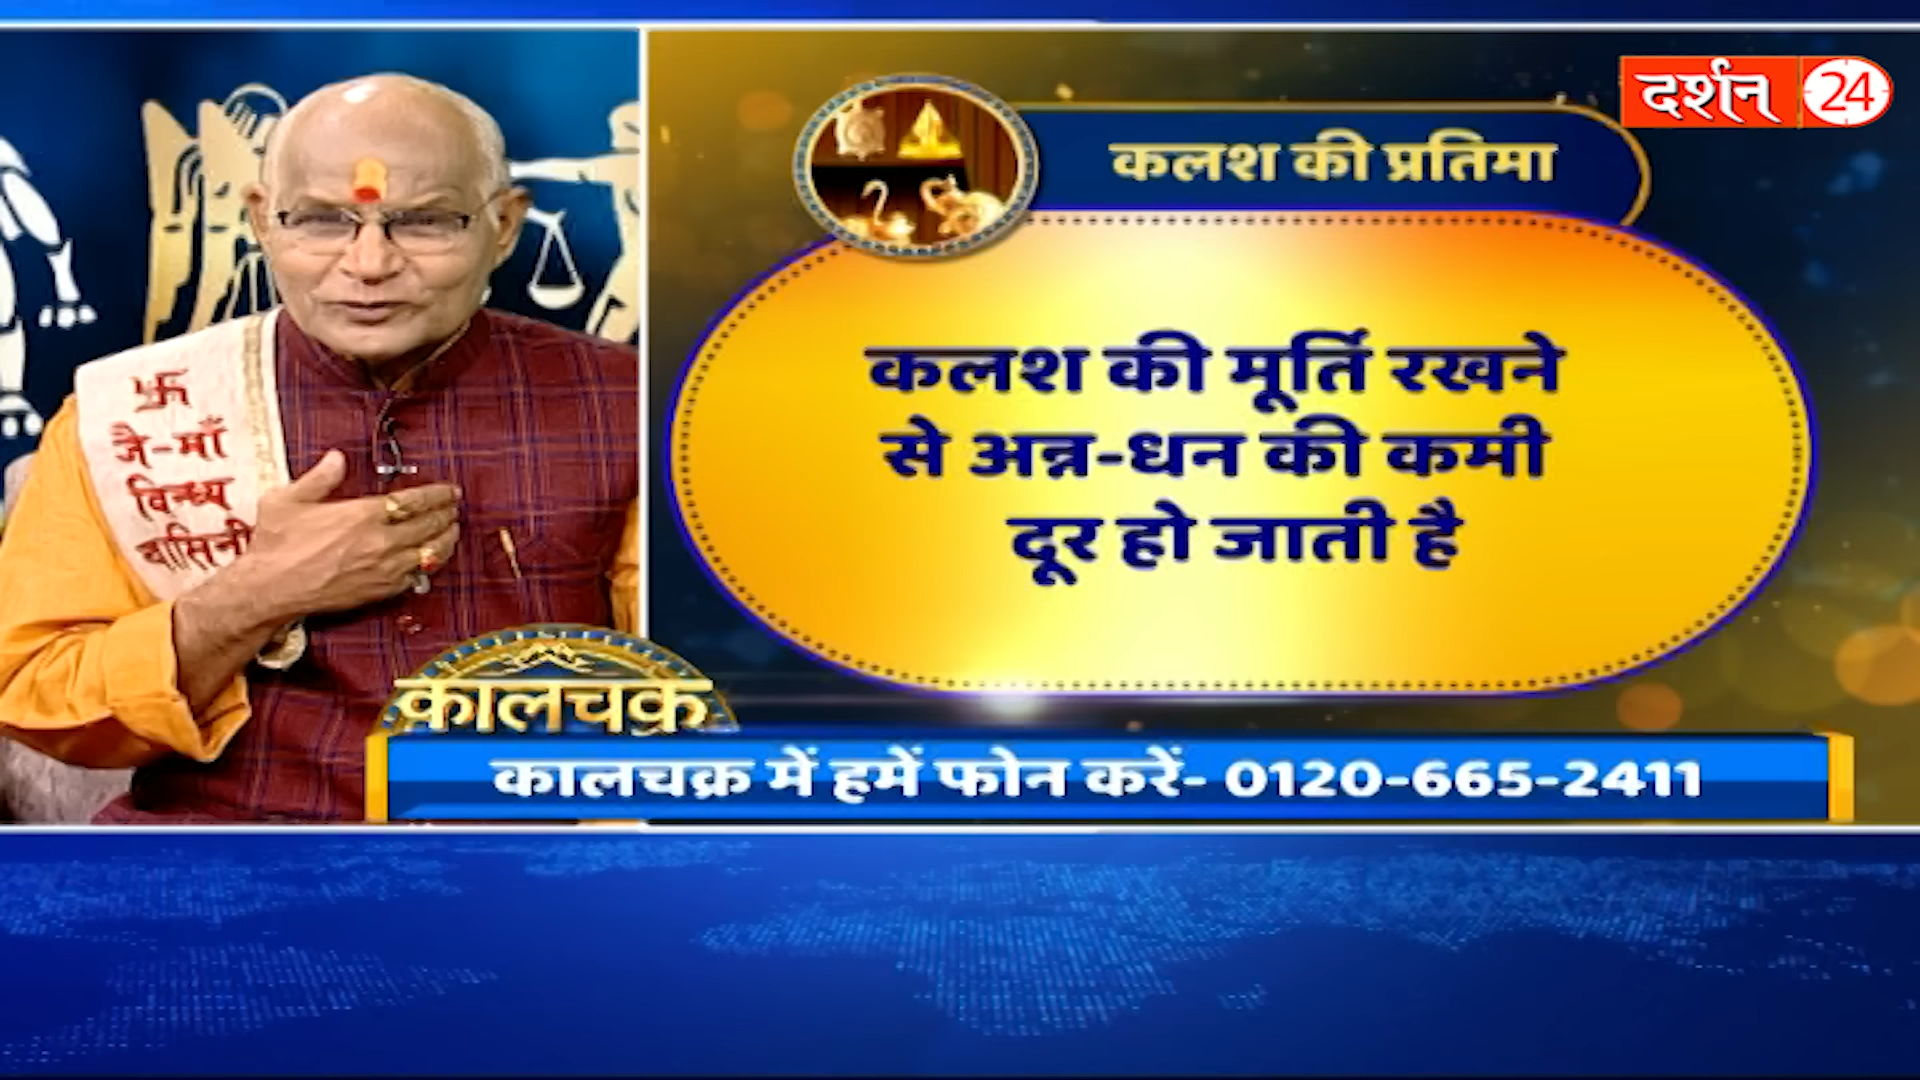 दर्शन 24
कलश की प्रतिमा
कलश की मूर्ति रखने
से अन्न-धन की कमी
दूर हो जाती है
जै-माँ
विन्ध्य
वासिनी
कालचक्र
कालचक्र में हमें फोन करें- 0120-665-2411